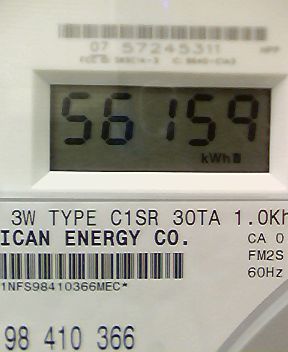 07 57245311
56159
kWh
3W TYPE C1SR 30TA 1.0Kh
ICAN ENERGY CO.
CA 0
FM2S
60Hz
1NFS98410366MEC*
98 410 366